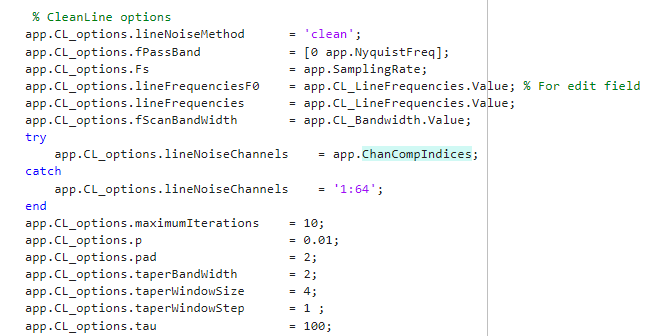 % CleanLine options
app.CL_options.lineNoiseMethod = 'clean';
app.CL_options.fPassBand = [0 app.NyquistFreq];
app.CL_options.Fs = app.SamplingRate;
app.CL_options.lineFrequenciesF0 = app.CL_LineFrequencies.Value; % For edit field
app.CL_options.lineFrequencies = app.CL_LineFrequencies.Value;
app.CL_options.fScanBandWidth = app.CL_Bandwidth.Value;
try
app.CL_options.lineNoiseChannels = app.ChanCompIndices;
catch
app.CL_options.lineNoiseChannels = '1:64';
end
app.CL_options.maximumIterations = 10;
app.CL_options.p = 0.01;
app.CL_options.pad = 2;
app.CL_options.taperBandWidth = 2;
app.CL_options.taperWindowSize = 4;
app.CL_options.taperWindowStep = 1 ;
app.CL_options.tau = 100;